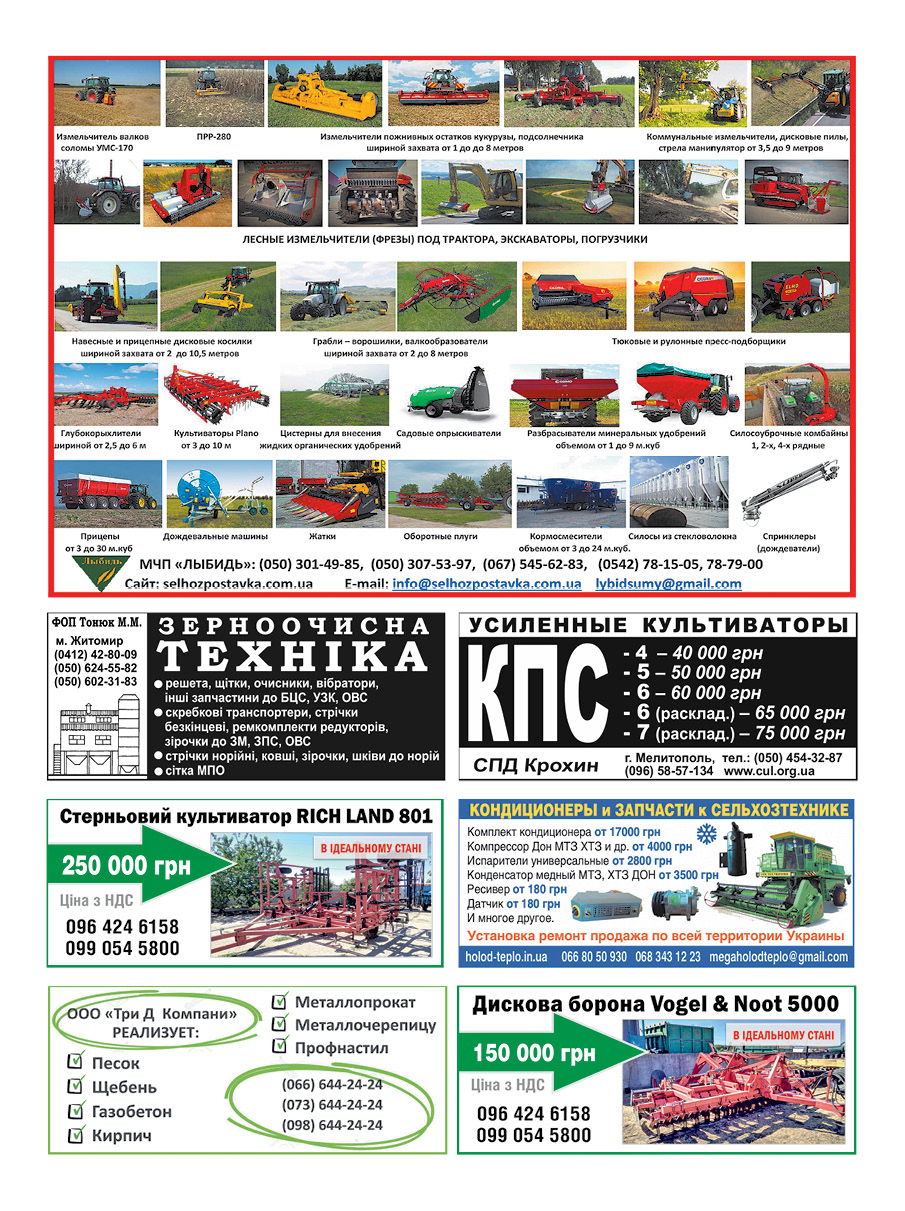 Измельчитель валков
соломы УМС-170
ПРР-280
Измельчители пожнивных остатков кукурузы, подсолнечника
шириной захвата от 1 до до 8 метров
Коммунальные измельчители, дисковые пилы,
стрела манипулятор от 3,5 до 9 метров
ЛЕСНЫЕ ИЗМЕЛЬЧИТЕЛИ (ФРЕЗЫ) ПОД ТРАКТОРА, ЭКСКАВАТОРЫ, ПОГРУЗЧИКИ
Навесные и прицепные дисковые косилки
шириной захвата от 2 до 10,5 метров
Грабли – ворошилки, валкообразователи
шириной захвата от 2 до 8 метров
Тюковые и рулонные пресс-подборщики
Глубокорыхлители
шириной от 2,5 до 6 м
Культиваторы Plano
от 3 до 10 м
Цистерны для внесения
жидких органических удобрений
Садовые опрыскиватели
Разбрасыватели минеральных удобрений
объемом от 1 до 9 м.куб
Силосоуброчные комбайны
1, 2-х, 4-х рядные
Прицепы
от 3 до 30 м.куб
Дождевальные машины
Жатки
Оборотные плуги
Кормосмесители
объемом от 3 до 24 м.куб.
Силосы из стекловолокна
Спринклеры
(дождеватели)
Лыбидь
МЧП «ЛЫБИДЬ»: (050) 301-49-85, (050) 307-53-97, (067) 545-62-83, (0542) 78-15-05, 78-79-00
Сайт: selhozpostavka.com.ua E-mail: info@selhozpostavka.com.ua lybidsumy@gmail.com
ФОП Тонюк М.М.
м. Житомир
(0412) 42-80-09
(050) 624-55-82
(050) 602-31-83
ЗЕРНООЧИСНА
ТЕХНІКА
● решета, щітки, очисники, вібратори,
інші запчастини до БЦС, УЗК, ОВС
● скребкові транспортери, стрічки
безкінцеві, ремкомплекти редукторів,
зірочки до ЗМ, ЗПС, ОВС
● стрічки норійні, ковші, зірочки, шківи до норій
● сітка МПО
УСИЛЕННЫЕ КУЛЬТИВАТОРЫ
КПС
- 4 – 40 000 грн
- 5 – 50 000 грн
- 6 – 60 000 грн
- 6 (расклад.) – 65 000 грн
- 7 (расклад.) – 75 000 грн
СПД Крохин
г. Мелитополь, тел.: (050) 454-32-87
(096) 58-57-134 www.cul.org.ua
Стерньовий культиватор RICH LAND 801
В ІДЕАЛЬНОМУ СТАНІ
250 000 грн
Ціна з НДС
096 424 6158
099 054 5800
КОНДИЦИОНЕРЫ и ЗАПЧАСТИ к СЕЛЬХОЗТЕХНИКЕ
Комплект кондиционера от 17000 грн
Компрессор Дон МТЗ ХТЗ и др. от 4000 грн
Испарители универсальные от 2800 грн
Конденсатор медный МТЗ, ХТЗ ДОН от 3500 грн
Ресивер от 180 грн
Датчик от 180 грн
И многое другое.
Установка ремонт продажа по всей территории Украины
holod-teplo.in.ua 066 80 50 930 068 343 12 23 megaholodteplo@gmail.com
ООО «Три Д Компани»
РЕАЛИЗУЕТ:
Песок
Щебень
Газобетон
Кирпич
Металлопрокат
Металлочерепицу
Профнастил
(066) 644-24-24
(073) 644-24-24
(098) 644-24-24
Дискова борона Vogel & Noot 5000
В ІДЕАЛЬНОМУ СТАНІ
150 000 грн
Ціна з НДС
096 424 6158
099 054 5800